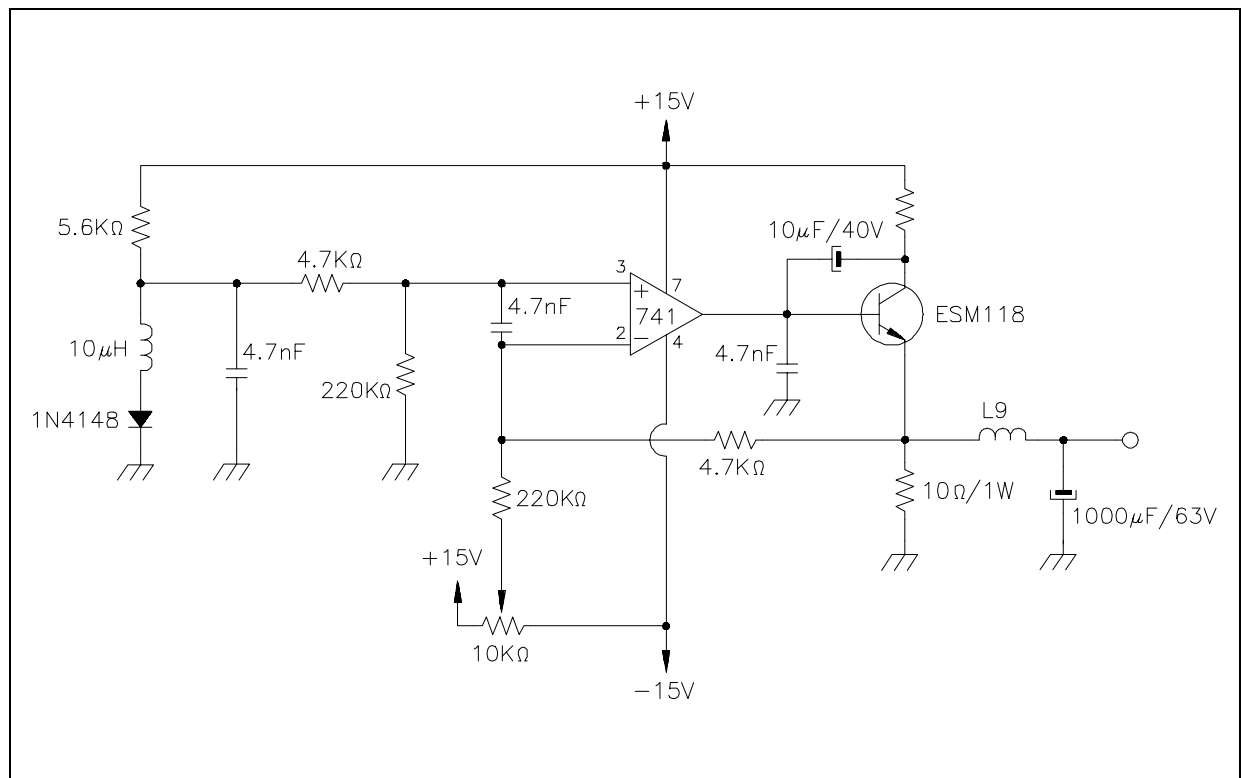 +15V
5.6KΩ
10µF/40V
4.7KΩ
3
7
+
4.7nF
741
ESM118
2
−
4
10µH
4.7nF
4.7nF
220KΩ
1N4148
L9
4.7KΩ
10Ω/1W
220KΩ
1000µF/63V
+15V
10KΩ
−15V